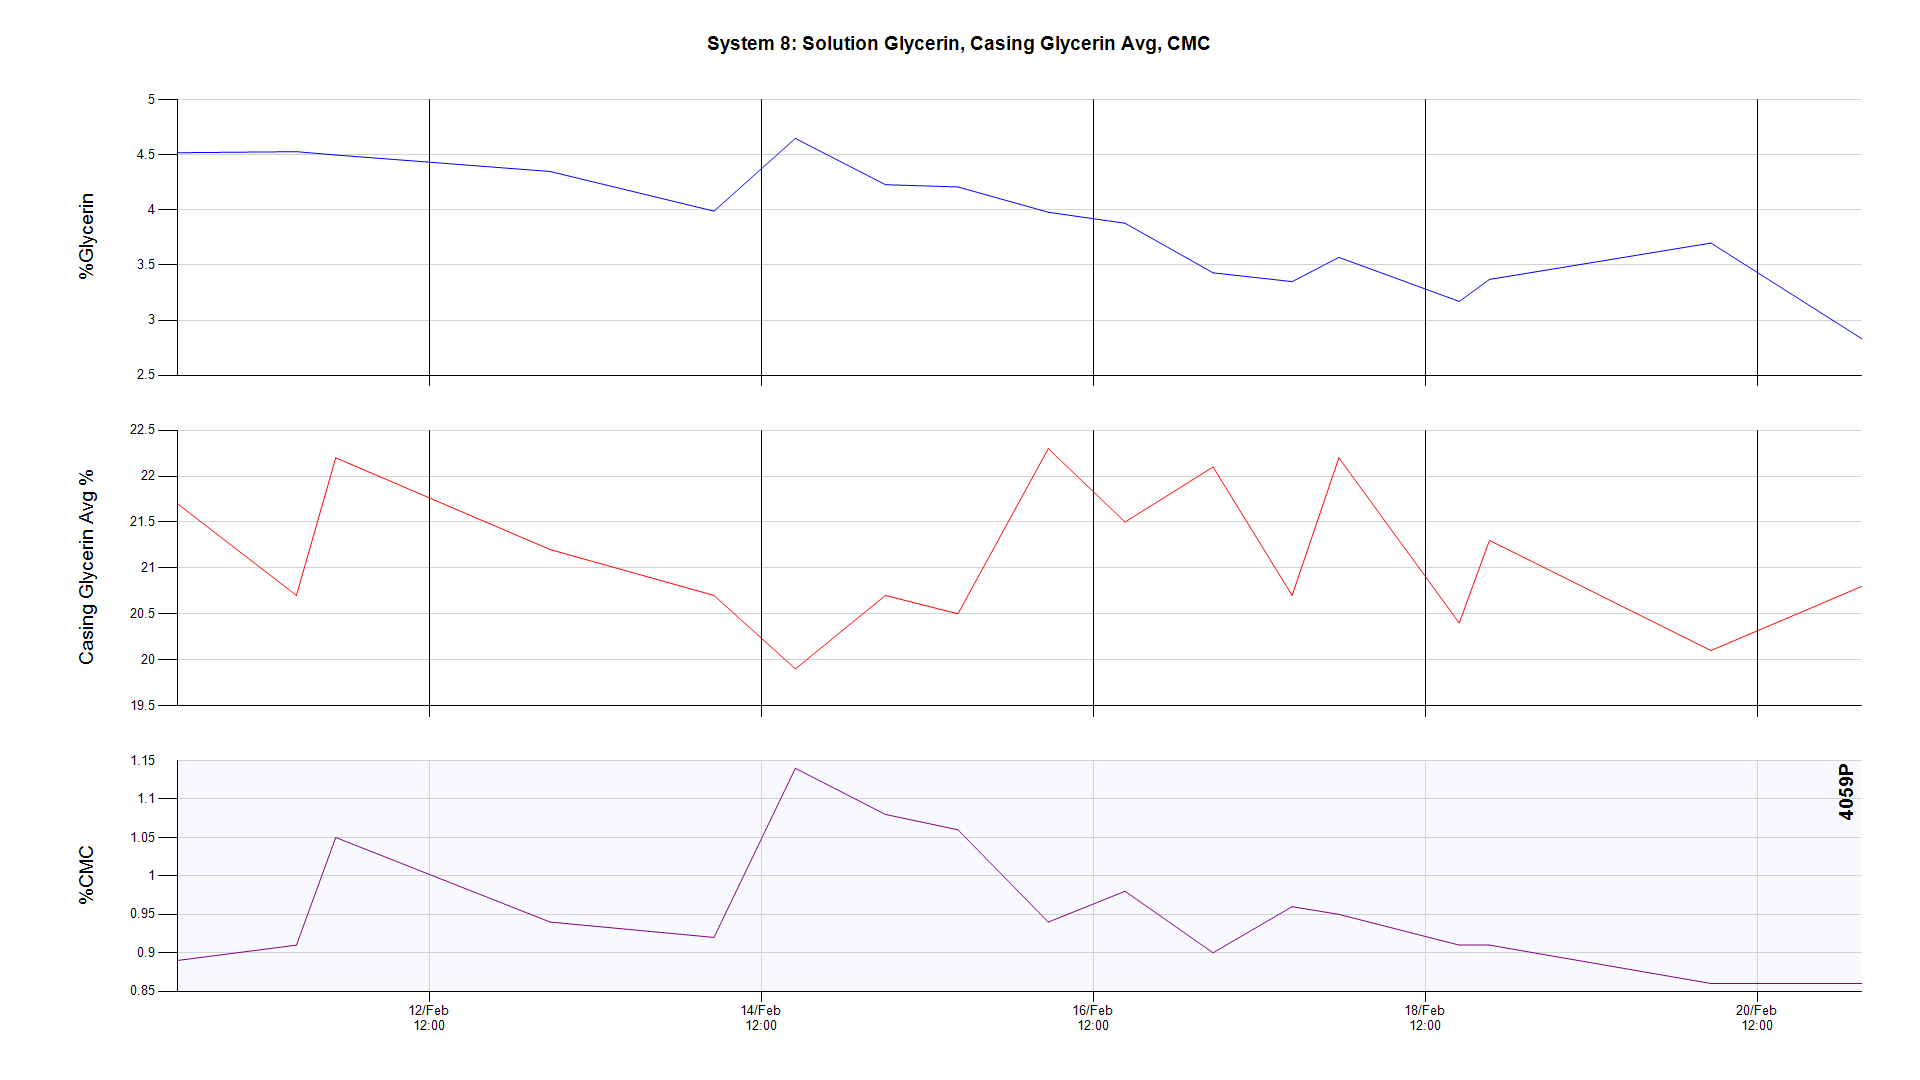 System 8: Solution Glycerin, Casing Glycerin Avg, CMC
%Glycerin
5
4.5
4
3.5
3
2.5
Casing Glycerin Avg %
22.5
22
21.5
21
20.5
20
19.5
%CMC
1.15
1.1
1.05
1
0.95
0.9
0.85
4059P
12/Feb
12:00
14/Feb
12:00
16/Feb
12:00
18/Feb
12:00
20/Feb
12:00